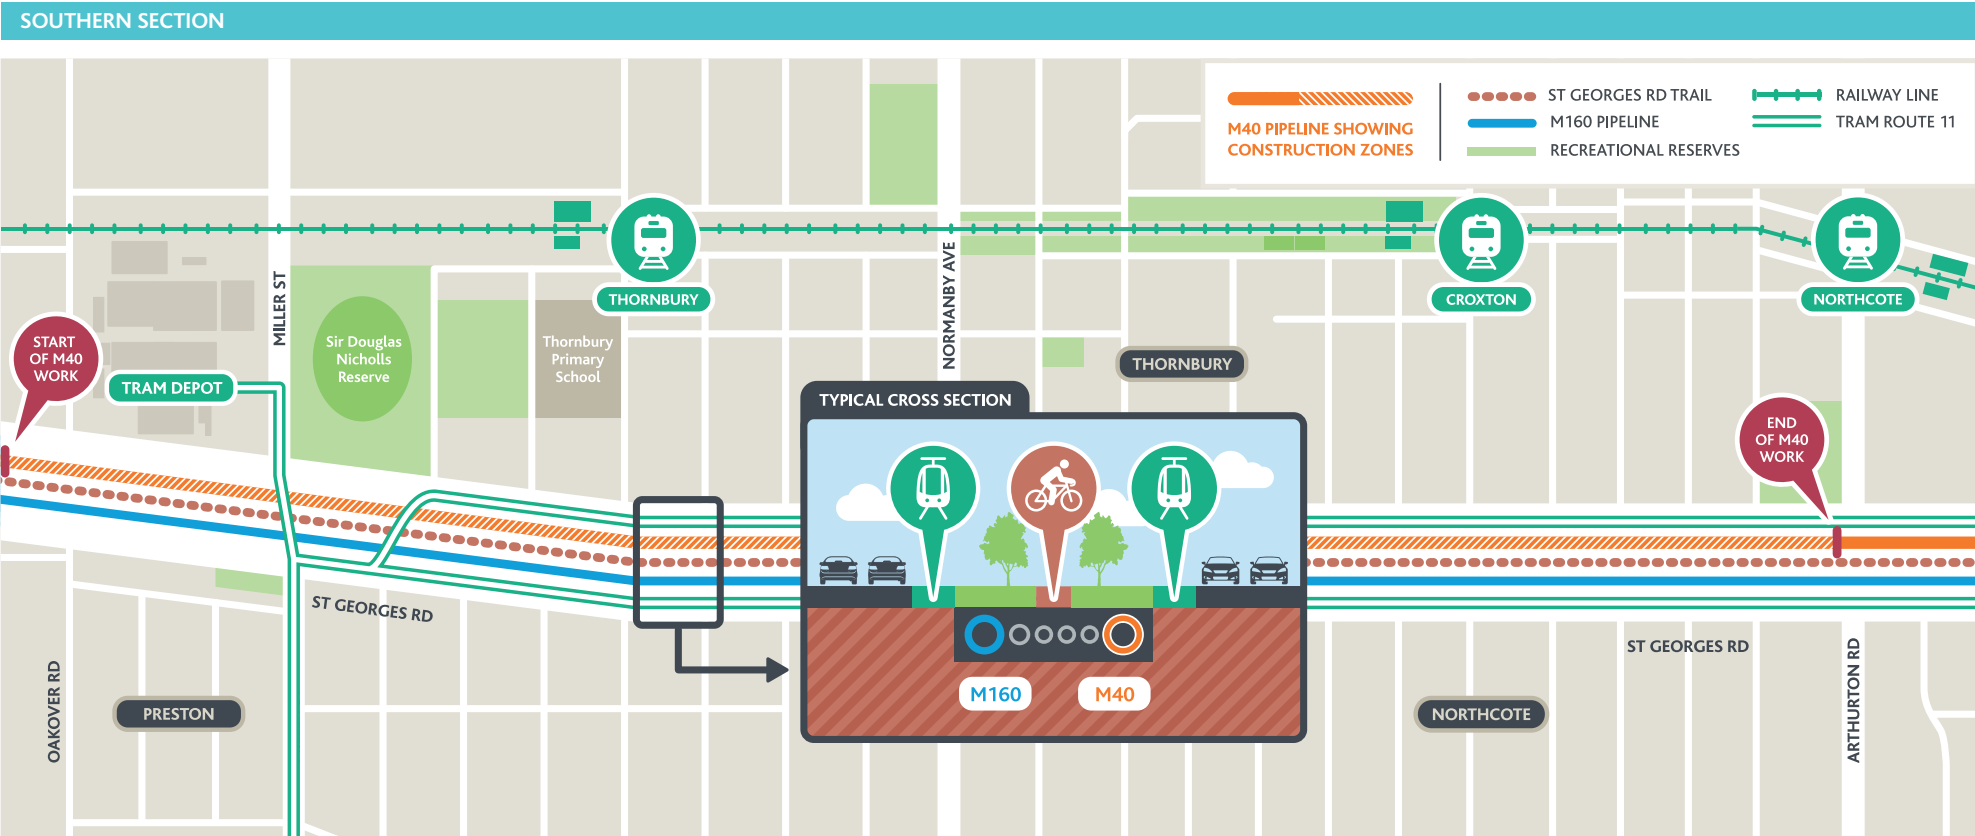 SOUTHERN SECTION
M40 PIPELINE SHOWING
CONSTRUCTION ZONES
ST GEORGES RD TRAIL
M160 PIPELINE
RECREATIONAL RESERVES
RAILWAY LINE
TRAM ROUTE 11
THORNBURY
CROXTON
NORTHCOTE
MILLER ST
NORMANBY AVE
START
OF M40
WORK
TRAM DEPOT
Sir Douglas
Nicholls
Reserve
Thornbury
Primary
School
THORNBURY
TYPICAL CROSS SECTION
END
OF M40
WORK
ST GEORGES RD
ST GEORGES RD
OAKOVER RD
PRESTON
M160
M40
NORTHCOTE
ARTHURTON RD